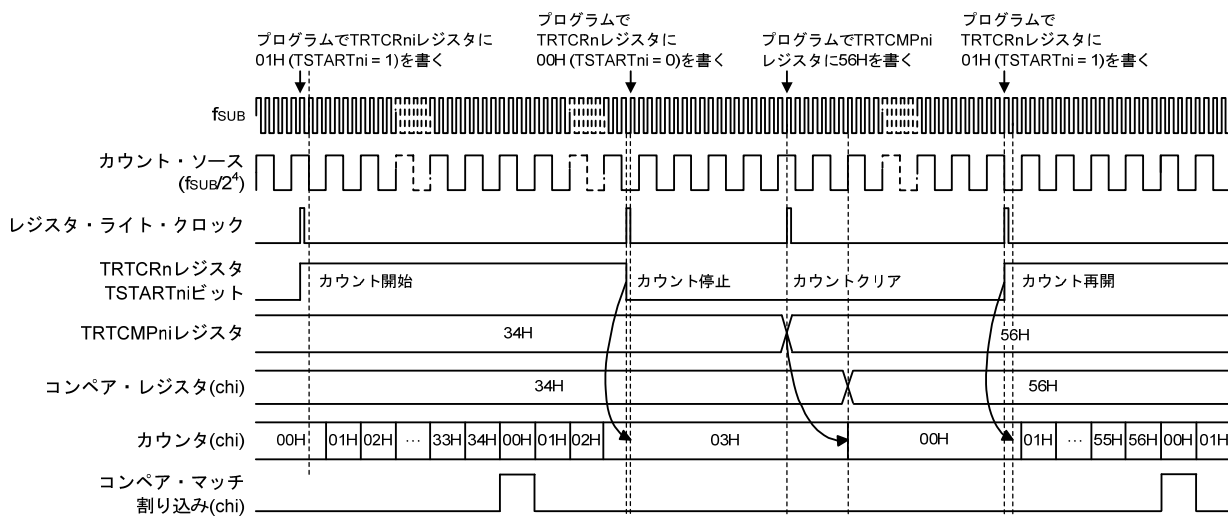 プログラムでTRTCRniレジスタに
01H (TSTARTni = 1)を書く
プログラムで
TRTCRnレジスタに
00H (TSTARTni = 0)を書く
プログラムでTRTCMPni
レジスタに56Hを書く
プログラムで
TRTCRnレジスタに
01H (TSTARTni = 1)を書く
fSUB
カウント・ソース
(fSUB/2^4)
レジスタ・ライト・クロック
TRTCRnレジスタ
TSTARTniビット
カウント開始 カウント停止 カウントクリア カウント再開
TRTCMPniレジスタ
34H 56H
コンペア・レジスタ(chi)
34H 56H
カウンタ(chi)
00H 01H 02H … 33H 34H 00H 01H 02H 03H 00H 01H … 55H 56H 00H 01H
コンペア・マッチ
割り込み(chi)